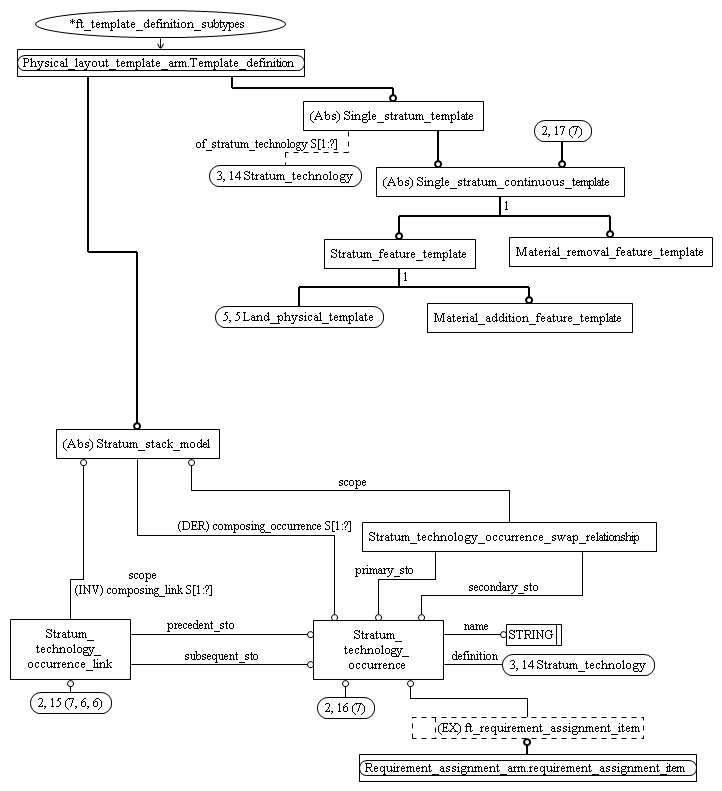 *ft_template_definition_subtypes
Physical_layout_template_arm.Template_definition
(Abs) Single_stratum_template
of_stratum_technology S[1:?]
2, 17 (7)
3, 14 Stratum_technology
(Abs) Single_stratum_continuous_template
1
Stratum_feature_template
Material_removal_feature_template
1
5, 5 Land_physical_template
Material_addition_feature_template
(Abs) Stratum_stack_model
scope
(DER) composing_occurrence S[1:?]
Stratum_technology_occurrence_swap_relationship
scope
(INV) composing_link S[1:?]
primary_sto
secondary_sto
Stratum_
technology_
occurrence_link
precedent_sto
subsequent_sto
Stratum_
technology_
occurrence
name
STRING
definition
3, 14 Stratum_technology
2, 15 (7, 6, 6)
2, 16 (7)
(EX) ft_requirement_assignment_item
Requirement_assignment_arm.requirement_assignment_item